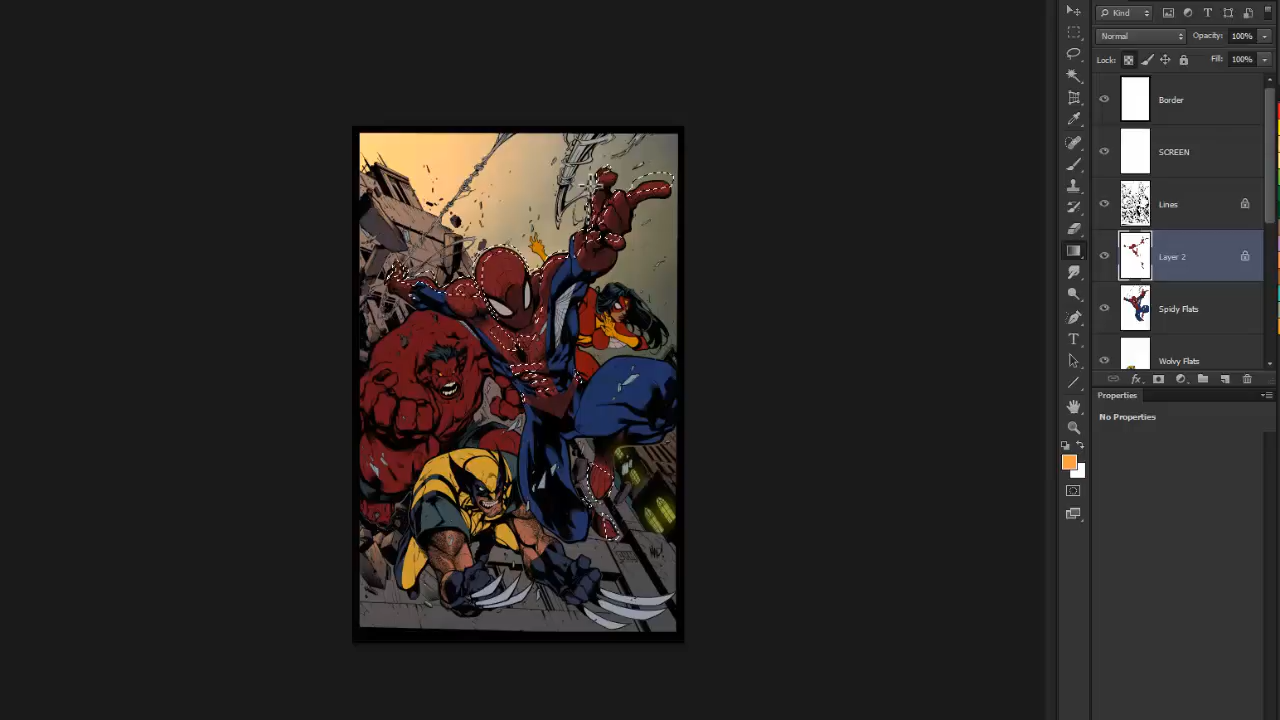 Kind
Normal
Opacity: 100%
Lock:
Fill: 100%
Border
SCREEN
Lines
Layer 2
Spidy Flats
Wolvy Flats
fx
Properties
No Properties